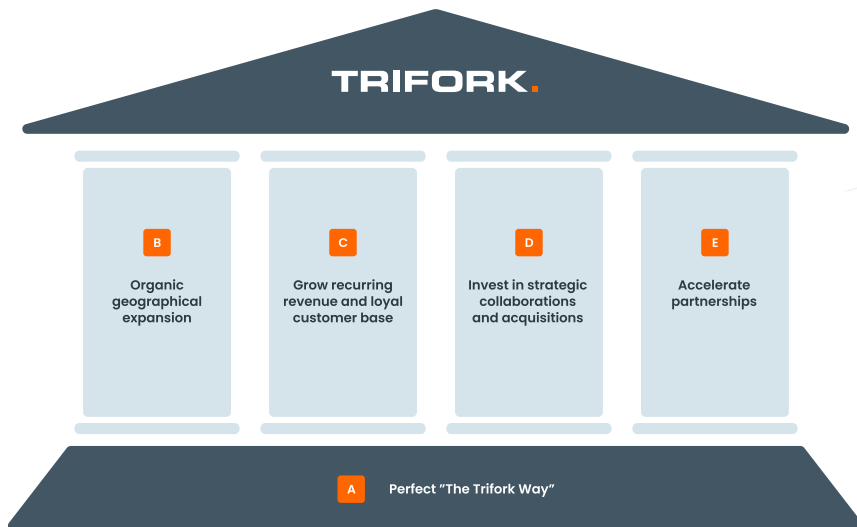 TRIFORK.
B
Organic
geographical
expansion
C
Grow recurring
revenue and loyal
customer base
D
Invest in strategic
collaborations
and acquisitions
E
Accelerate
partnerships
A
Perfect ”The Trifork Way”